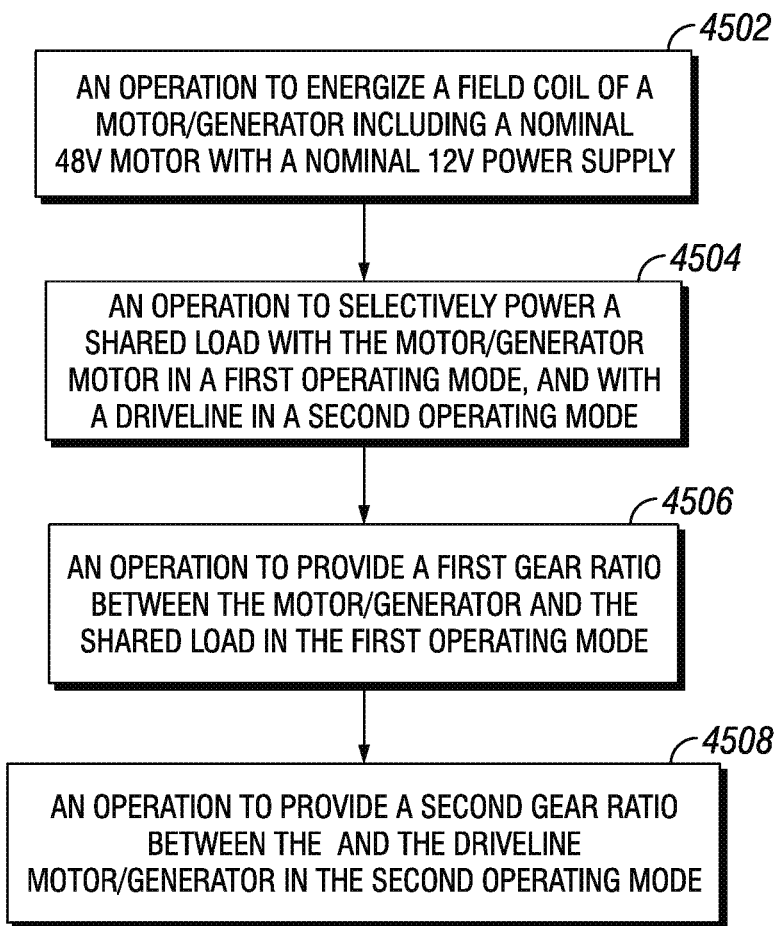 4502
AN OPERATION TO ENERGIZE A FIELD COIL OF A
MOTOR/GENERATOR INCLUDING A NOMINAL
48V MOTOR WITH A NOMINAL 12V POWER SUPPLY
4504
AN OPERATION TO SELECTIVELY POWER A
SHARED LOAD WITH THE MOTOR/GENERATOR
MOTOR IN A FIRST OPERATING MODE, AND WITH
A DRIVELINE IN A SECOND OPERATING MODE
4506
AN OPERATION TO PROVIDE A FIRST GEAR RATIO
BETWEEN THE MOTOR/GENERATOR AND THE
SHARED LOAD IN THE FIRST OPERATING MODE
4508
AN OPERATION TO PROVIDE A SECOND GEAR RATIO
BETWEEN THE AND THE DRIVELINE
MOTOR/GENERATOR IN THE SECOND OPERATING MODE